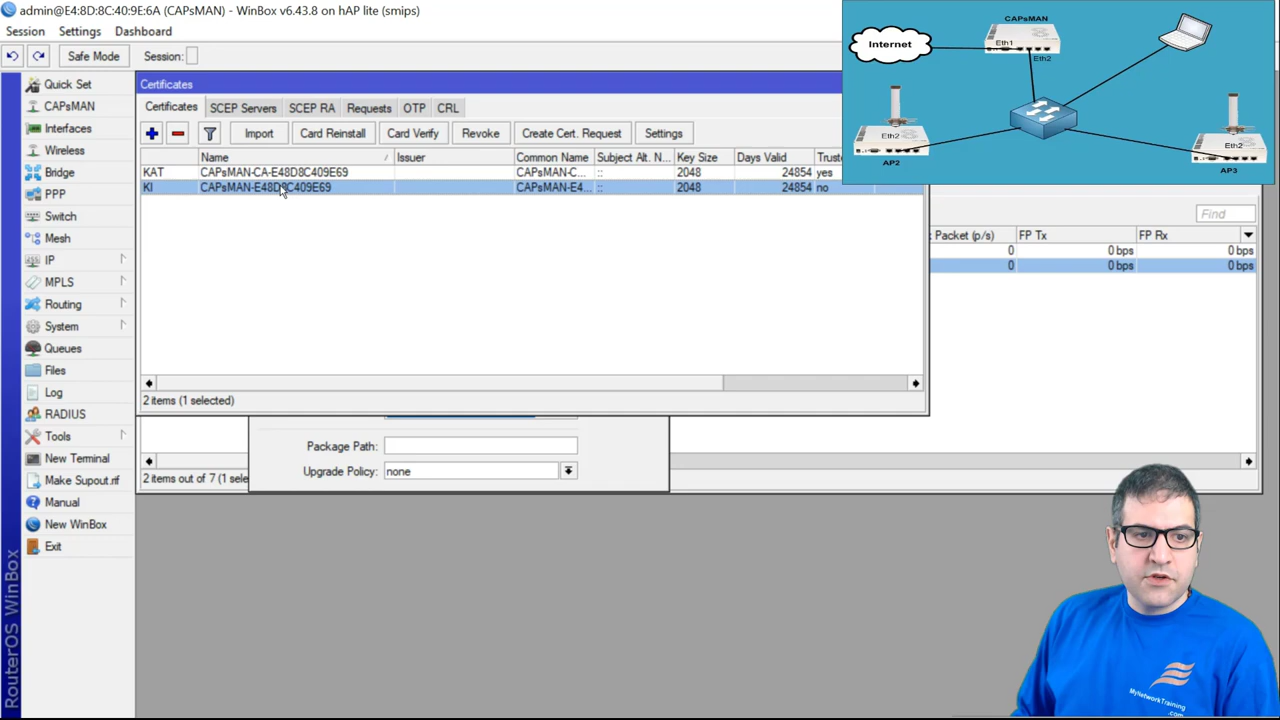 admin@E4:8D:8C:40:9E:6A (CAPsMAN) - WinBox v6.43.8 on hAP lite (smips)
Session Settings Dashboard
Safe Mode Session:
Quick Set
CAPsMAN
Interfaces
Wireless
Bridge
PPP
Switch
Mesh
IP
MPLS
Routing
System
Queues
Files
Log
RADIUS
Tools
New Terminal
Make Supout.rif
Manual
New WinBox
Exit
RouterOS WinBox
Certificates
Certificates SCEP Servers SCEP RA Requests OTP CRL
Import Card Reinstall Card Verify Revoke Create Cert. Request Settings
Name Issuer Common Name Subject Alt. N... Key Size Days Valid Truste
KAT CAPsMAN-CA-E48D8C409E69 CAPsMAN-C... :: 2048 24854 yes
KI CAPsMAN-E48D8C409E69 CAPsMAN-E4... :: 2048 24854 no
2 items (1 selected)
Find
Packet (p/s) FP Tx FP Rx
0 0 bps 0 bps
0 0 bps 0 bps
Package Path:
Upgrade Policy: none
2 items out of 7 (1 sele
CAPsMAN
Internet
Eth1
Eth2
Eth2
AP2
Eth2
AP3
MyNetworkTraining
.com